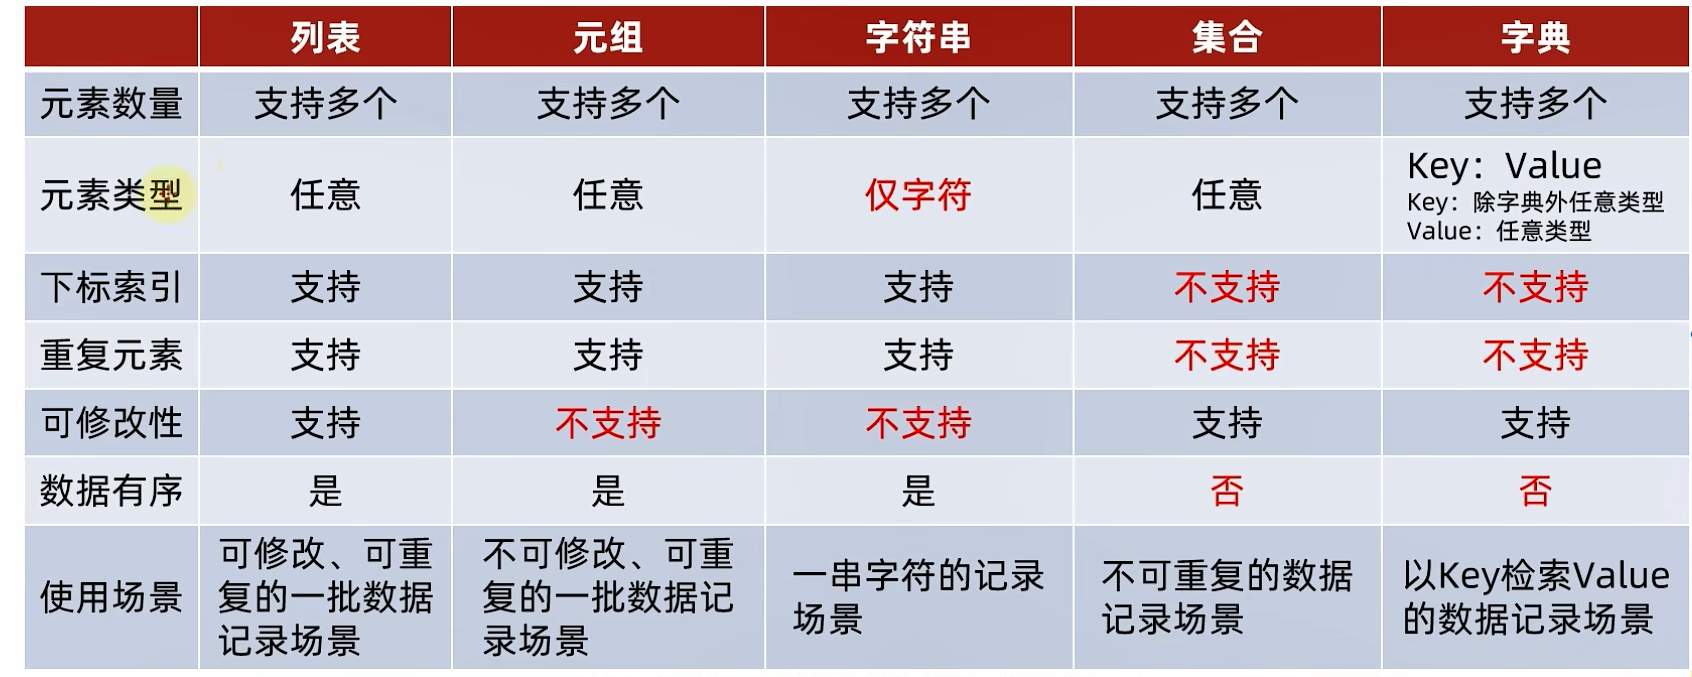 列表 元组 字符串 集合 字典
元素数量 支持多个 支持多个 支持多个 支持多个 支持多个
元素类型 任意 任意 仅字符 任意 Key：Value
Key：除字典外任意类型
Value：任意类型
下标索引 支持 支持 支持 不支持 不支持
重复元素 支持 支持 支持 不支持 不支持
可修改性 支持 不支持 不支持 支持 支持
数据有序 是 是 是 否 否
使用场景
可修改、可重
复的一批数据
记录场景
不可修改、可重
复的一批数据记
录场景
一串字符的记录
场景
不可重复的数据
记录场景
以Key检索Value
的数据记录场景